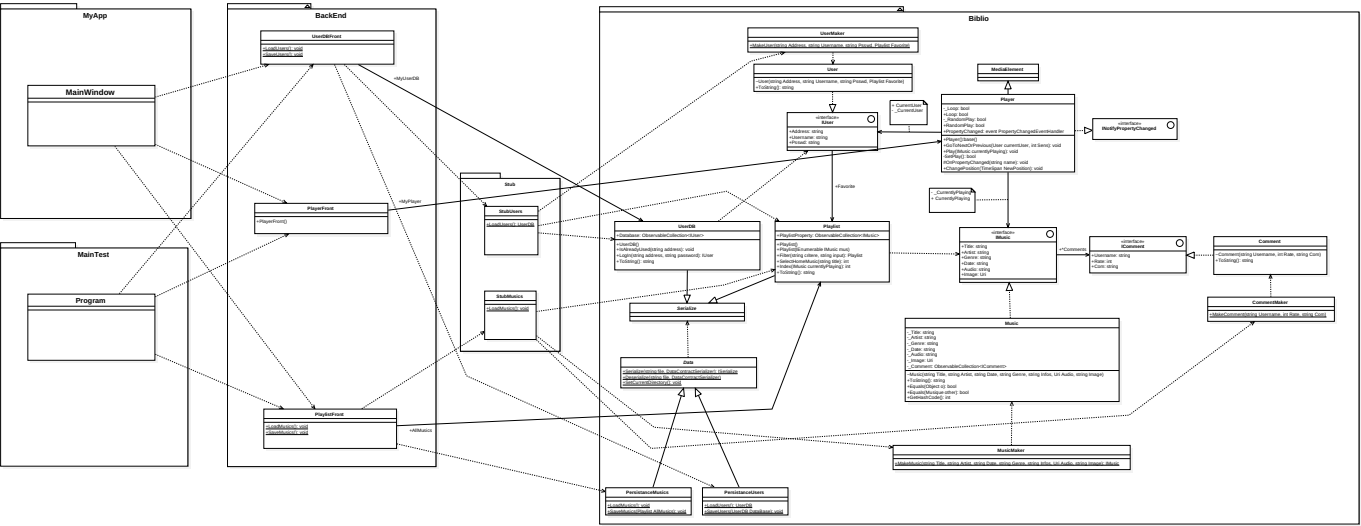 MyApp
MainWindow
MainTest
Program
BackEnd
UserDBFront
+LoadUsers(): void
+SaveUsers(): void
PlayerFront
+PlayerFront()
PlaylistFront
+LoadMusics(): void
+SaveMusics(): void
+MyUserDB
+MyPlayer
+AllMusics
Stub
StubUsers
+LoadUsers(): UserDB
StubMusics
+LoadMusics(): void
Biblio
UserMaker
+MakeUser(string Address, string Username, string Psswd, Playlist Favorite)
User
-User(string Address, string Username, string Psswd, Playlist Favorite)
+ToString(): string
«interface»
IUser
+Address: string
+Username: string
+Psswd: string
+ CurrentUser
- _CurrentUser
MediaElement
Player
-_Loop: bool
+Loop: bool
-_RandomPlay: bool
+RandomPlay: bool
+PropertyChanged: event PropertyChangedEventHandler
+Player():base()
+GoToNextOrPrevious(User currentUser, int Sens): void
+Play(IMusic currentlyPlaying): void
-SetPlay(): bool
#OnPropertyChanged(string name): void
+ChangePosition(TimeSpan NewPosition): void
«interface»
INotifyPropertyChanged
- _CurrentlyPlaying
+ CurrentlyPlaying
+Favorite
UserDB
+Database: ObservableCollection<IUser>
+UserDB()
+IsAlreadyUsed(string address): void
+Login(string address, string password): IUser
+ToString(): string
Playlist
+PlaylistProperty: ObservableCollection<IMusic>
+Playlist()
+Playlist(IEnumerable IMusic mus)
+Filter(string critere, string input): Playlist
+SelectHomeMusic(string title): int
+Index(IMusic currentlyPlaying): int
+ToString(): string
«interface»
IMusic
+Title: string
+Artist: string
+Genre: string
+Date: string
+Audio: string
+Image: Uri
+*Comments
«interface»
IComment
+Username: string
+Rate: int
+Com: string
Comment
-Comment(string Username, int Rate, string Com)
+ToString(): string
CommentMaker
+MakeComment(string Username, int Rate, string Com)
Serialize
Data
+Serialize(string file, DataContractSerializer): ISerialize
+Deserialize(string file, DataContractSerializer)
+SetCurrentDirectory(): void
Music
-_Title: string
-_Artist: string
-_Genre: string
-_Date: string
-_Audio: string
-_Image: Uri
-_Comment: ObservableCollection<IComment>
-Music(string Title, string Artist, string Date, string Genre, string Infos, Uri Audio, string Image)
+ToString(): string
+Equals(Object o): bool
+Equals(Musique other): bool
+GetHashCode(): int
MusicMaker
+MakeMusic(string Title, string Artist, string Date, string Genre, string Infos, Uri Audio, string Image): IMusic
PersistanceMusics
+LoadMusics(): void
+SaveMusics(Playlist AllMusics): void
PersistanceUsers
+LoadUsers(): UserDB
+SaveUsers(UserDB DataBase): void